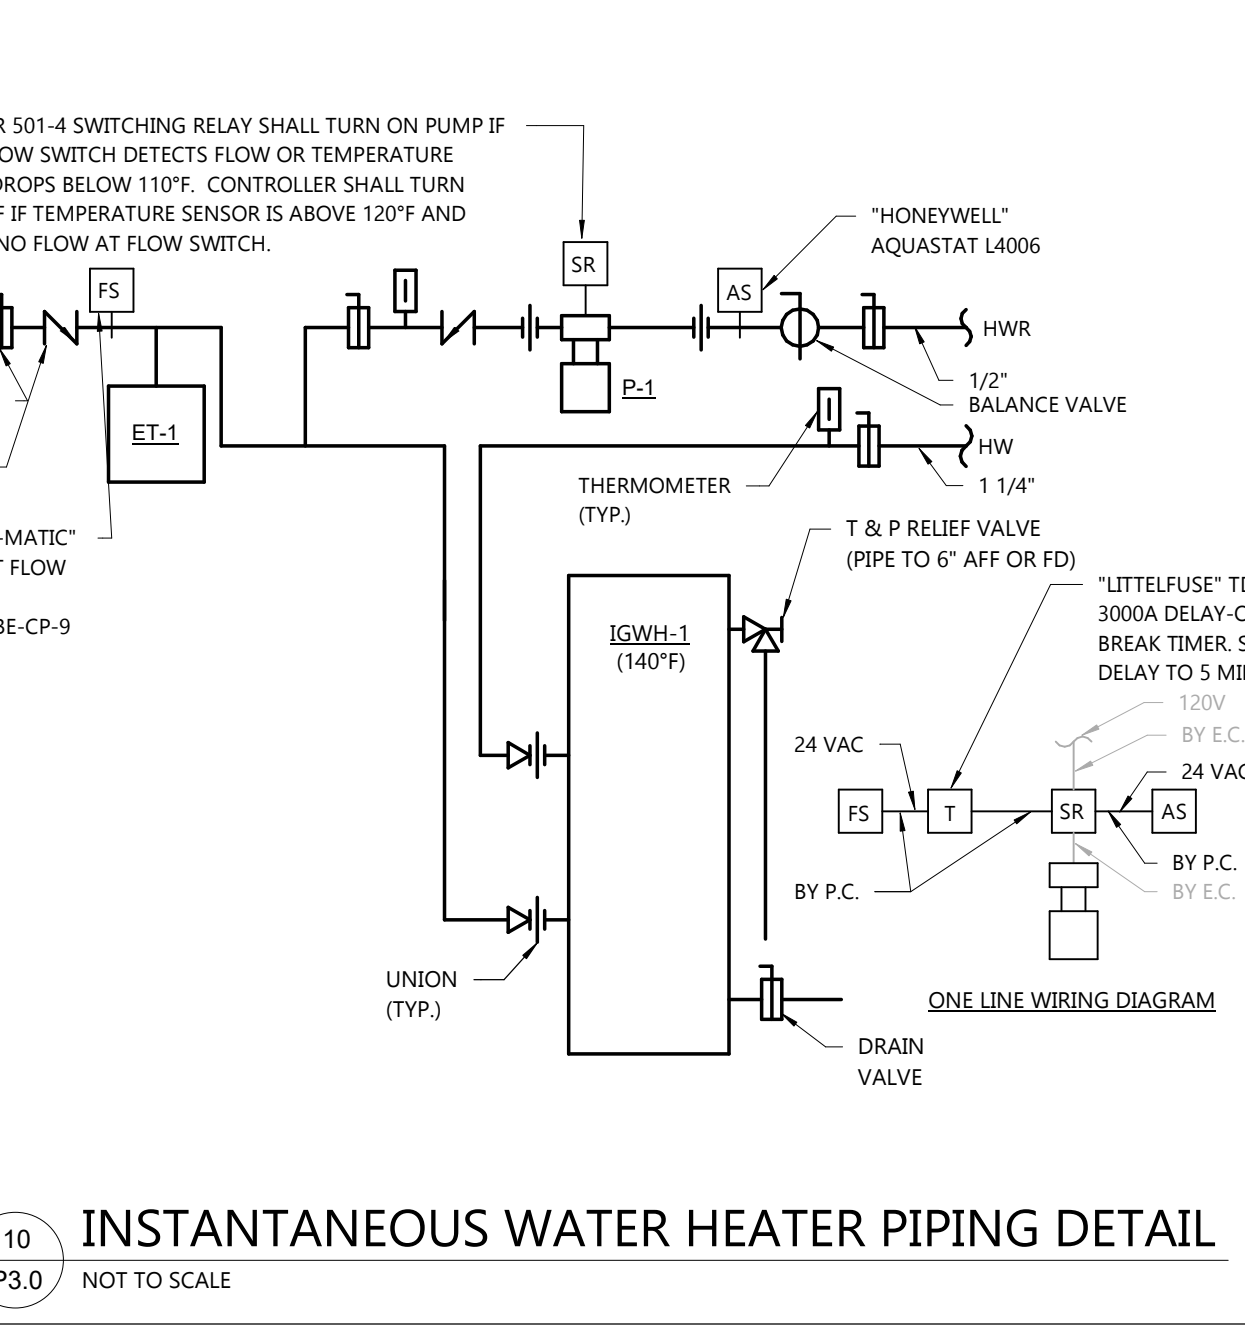 R 501-4 SWITCHING RELAY SHALL TURN ON PUMP IF
OW SWITCH DETECTS FLOW OR TEMPERATURE
DROPS BELOW 110°F. CONTROLLER SHALL TURN
F IF TEMPERATURE SENSOR IS ABOVE 120°F AND
NO FLOW AT FLOW SWITCH.
"HONEYWELL"
AQUASTAT L4006
SR
FS
AS
HWR
1/2"
P-1
BALANCE VALVE
ET-1
HW
THERMOMETER
(TYP.)
1 1/4"
-MATIC"
T FLOW
BE-CP-9
T & P RELIEF VALVE
(PIPE TO 6" AFF OR FD)
"LITTELFUSE" TD
3000A DELAY-O
BREAK TIMER. S
DELAY TO 5 MI
IGWH-1
(140°F)
120V
BY E.C.
24 VAC
24 VAC
FS
T
SR
AS
BY P.C.
BY P.C.
BY E.C.
UNION
(TYP.)
ONE LINE WIRING DIAGRAM
DRAIN
VALVE
10
P3.0
INSTANTANEOUS WATER HEATER PIPING DETAIL
NOT TO SCALE